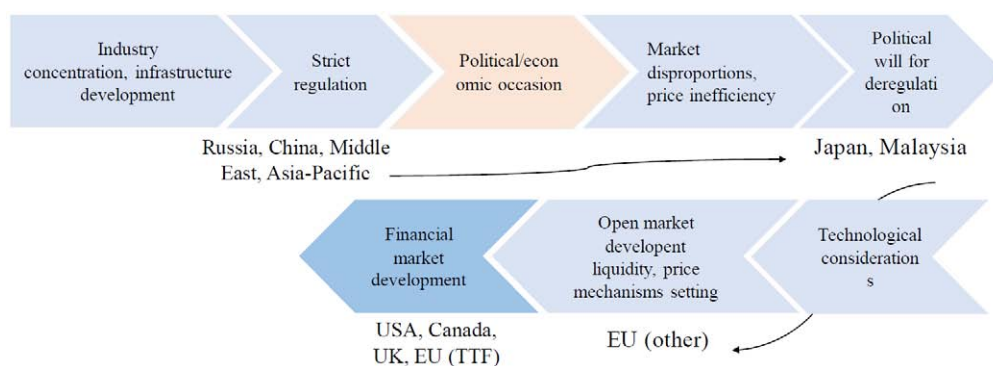 Industry
concentration, infrastructure
development
Strict
regulation
Political/econ
omic occasion
Market
disproportions,
price inefficiency
Political
will for
deregulati
on
Russia, China, Middle
East, Asia-Pacific
Japan, Malaysia
Financial
market
development
Open market
developent
liquidity, price
mechanisms setting
Technological
consideration
s
USA, Canada,
UK, EU (TTF)
EU (other)